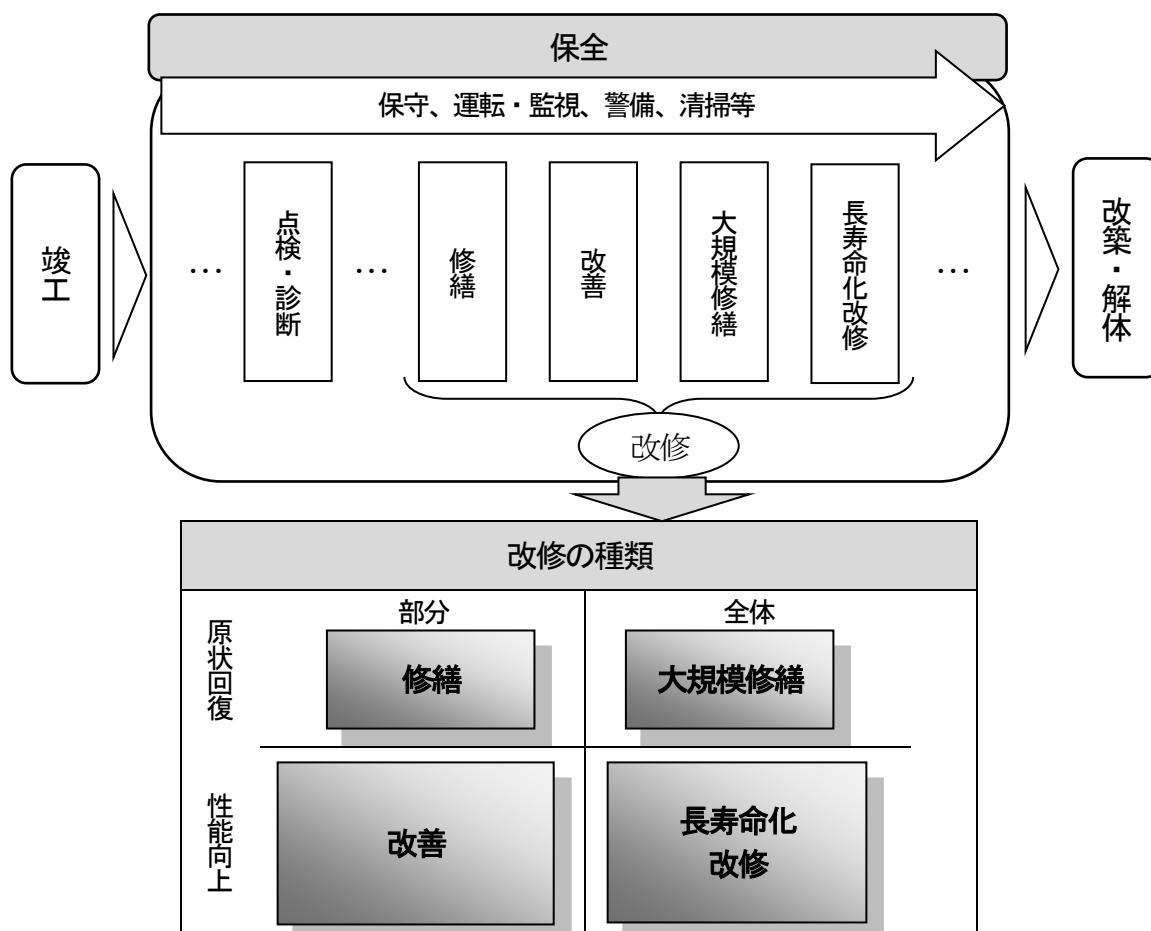 保全
保守、運転・監視、警備、清掃等
竣工
…
点検・診断
…
修繕
改善
大規模修繕
長寿命化改修
…
改築・解体
改修
改修の種類
部分
全体
原状回復
修繕
大規模修繕
性能向上
改善
長寿命化
改修